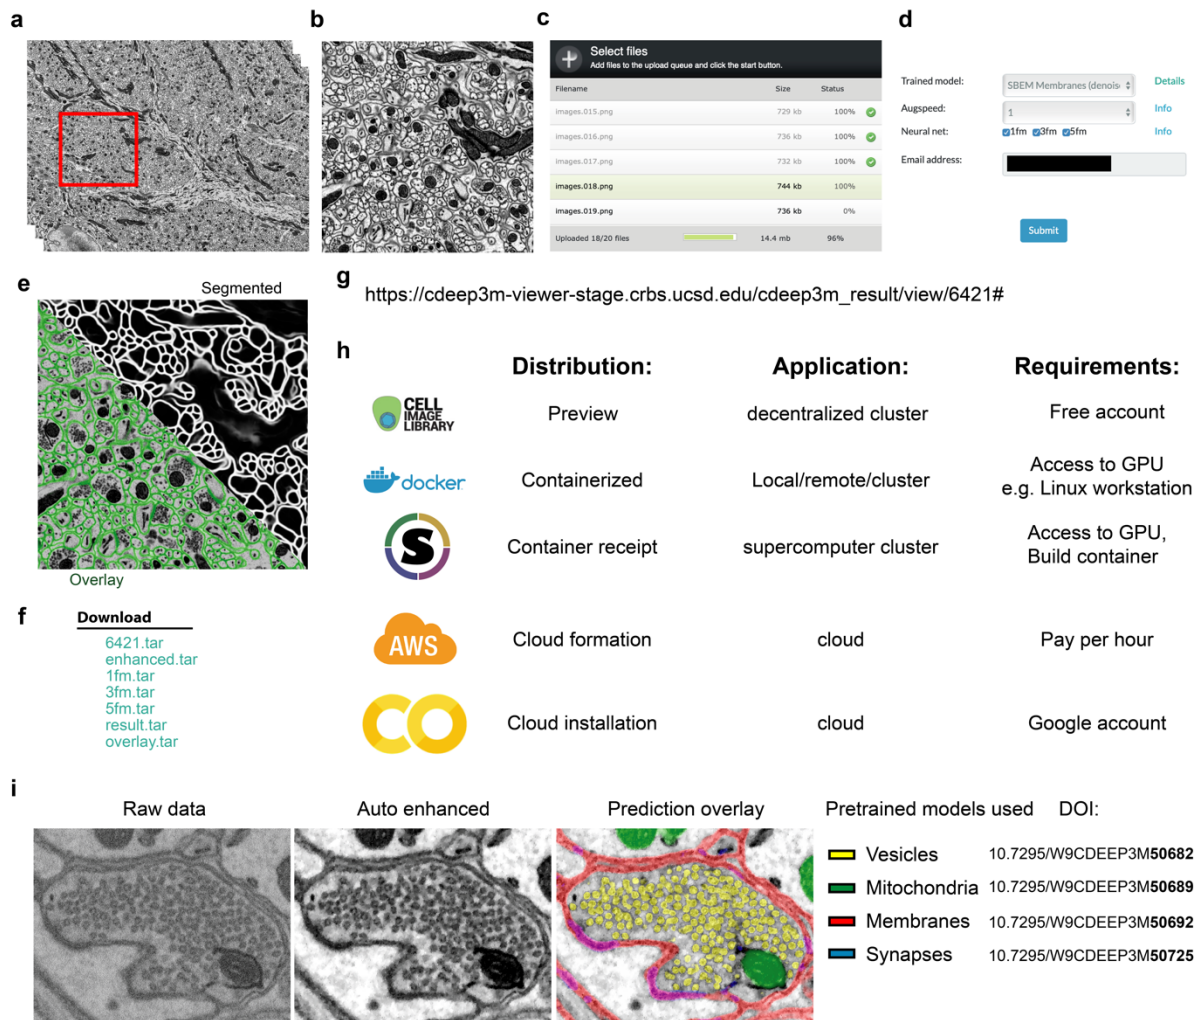 a
b
c
d
Select files
Add files to the upload queue and click the start button.
Filename Size Status
images.015.png 729 kb 100%
images.016.png 736 kb 100%
images.017.png 732 kb 100%
images.018.png 744 kb 100%
images.019.png 736 kb 0%
Uploaded 18/20 files 14.4 mb 96%
Trained model: SBEM Membranes (denois Details
Augspeed: 1 Info
Neural net: 1fm 3fm 5fm Info
Email address:
Submit
e
Segmented
Overlay
f
Download
6421.tar
enhanced.tar
1fm.tar
3fm.tar
5fm.tar
result.tar
overlay.tar
g
https://cdeep3m-viewer-stage.crbs.ucsd.edu/cdeep3m_result/view/6421#
h
Distribution: Application: Requirements:
CELL
IMAGE
LIBRARY
Preview decentralized cluster Free account
docker
Containerized Local/remote/cluster Access to GPU
e.g. Linux workstation
S
Container receipt supercomputer cluster Access to GPU,
Build container
AWS
Cloud formation cloud Pay per hour
CO
Cloud installation cloud Google account
i
Raw data Auto enhanced Prediction overlay Pretrained models used DOI:
Vesicles 10.7295/W9CDEEP3M50682
Mitochondria 10.7295/W9CDEEP3M50689
Membranes 10.7295/W9CDEEP3M50692
Synapses 10.7295/W9CDEEP3M50725